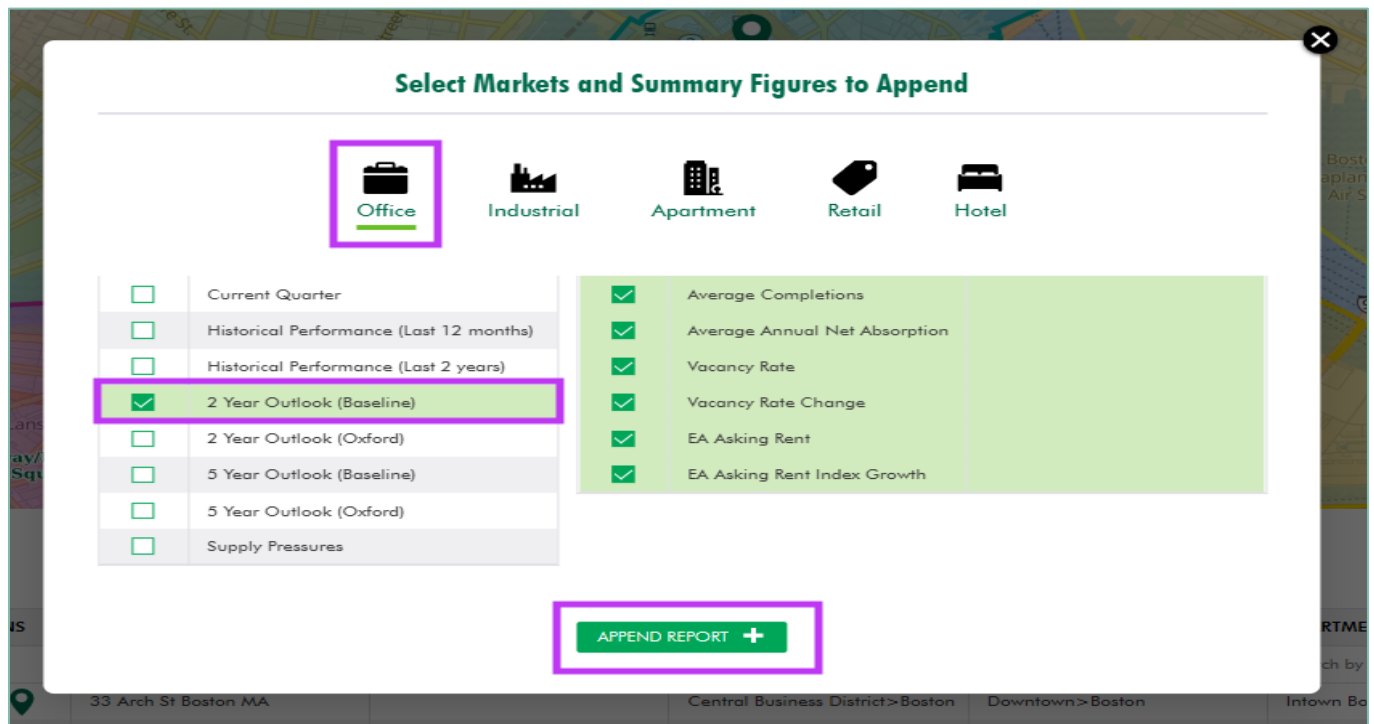 Select Markets and Summary Figures to Append
Office
Industrial
Apartment
Retail
Hotel
Current Quarter
Historical Performance (Last 12 months)
Historical Performance (Last 2 years)
2 Year Outlook (Baseline)
2 Year Outlook (Oxford)
5 Year Outlook (Baseline)
5 Year Outlook (Oxford)
Supply Pressures
Average Completions
Average Annual Net Absorption
Vacancy Rate
Vacancy Rate Change
EA Asking Rent
EA Asking Rent Index Growth
APPEND REPORT
33 Arch St Boston MA
Central Business District>Boston
Downtown>Boston
Intown Bo